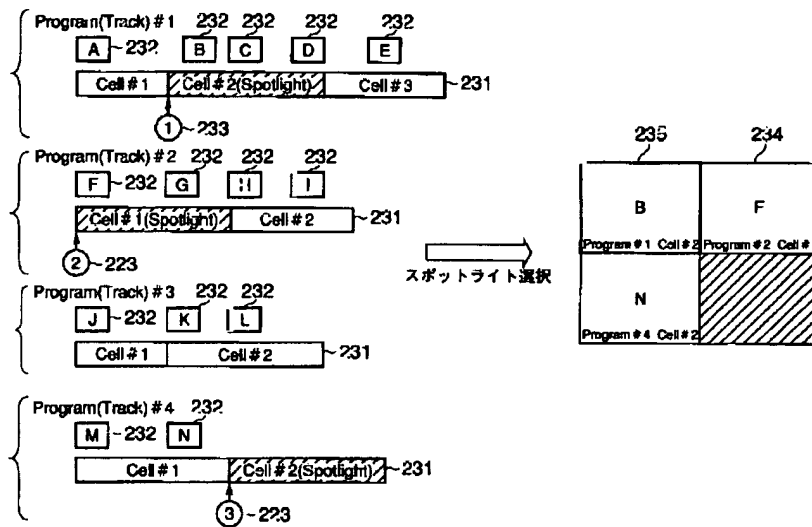 Program(Track) # 1 232 232 232 232
A 232 B C D E
Cell # 1 Cell # 2(Spotlight) Cell # 3 231
1 233
Program(Track) # 2 232 232 232
F 232 G H I
Cell # 1(Spotlight) Cell # 2 231
2 223
Program(Track) # 3 232 232
J 232 K L
Cell # 1 Cell # 2 231
Program(Track) # 4 232
M 232 N
Cell # 1 Cell # 2(Spotlight) 231
3 223
スポットライト選択
235 234
B F
Program # 1 Cell # 2 Program # 2 Cell #
N
Program # 4 Cell # 2